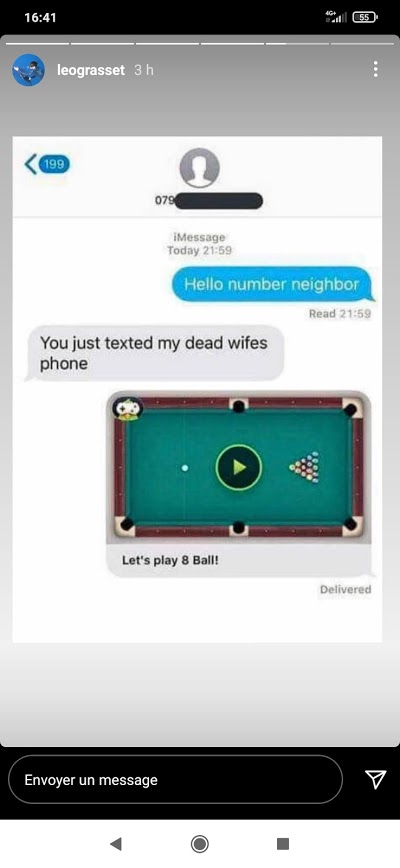 16:41
4G+
55
leograsset 3 h
199
079
iMessage
Today 21:59
Hello number neighbor
Read 21:59
You just texted my dead wifes
phone
Let's play 8 Ball!
Delivered
Envoyer un message